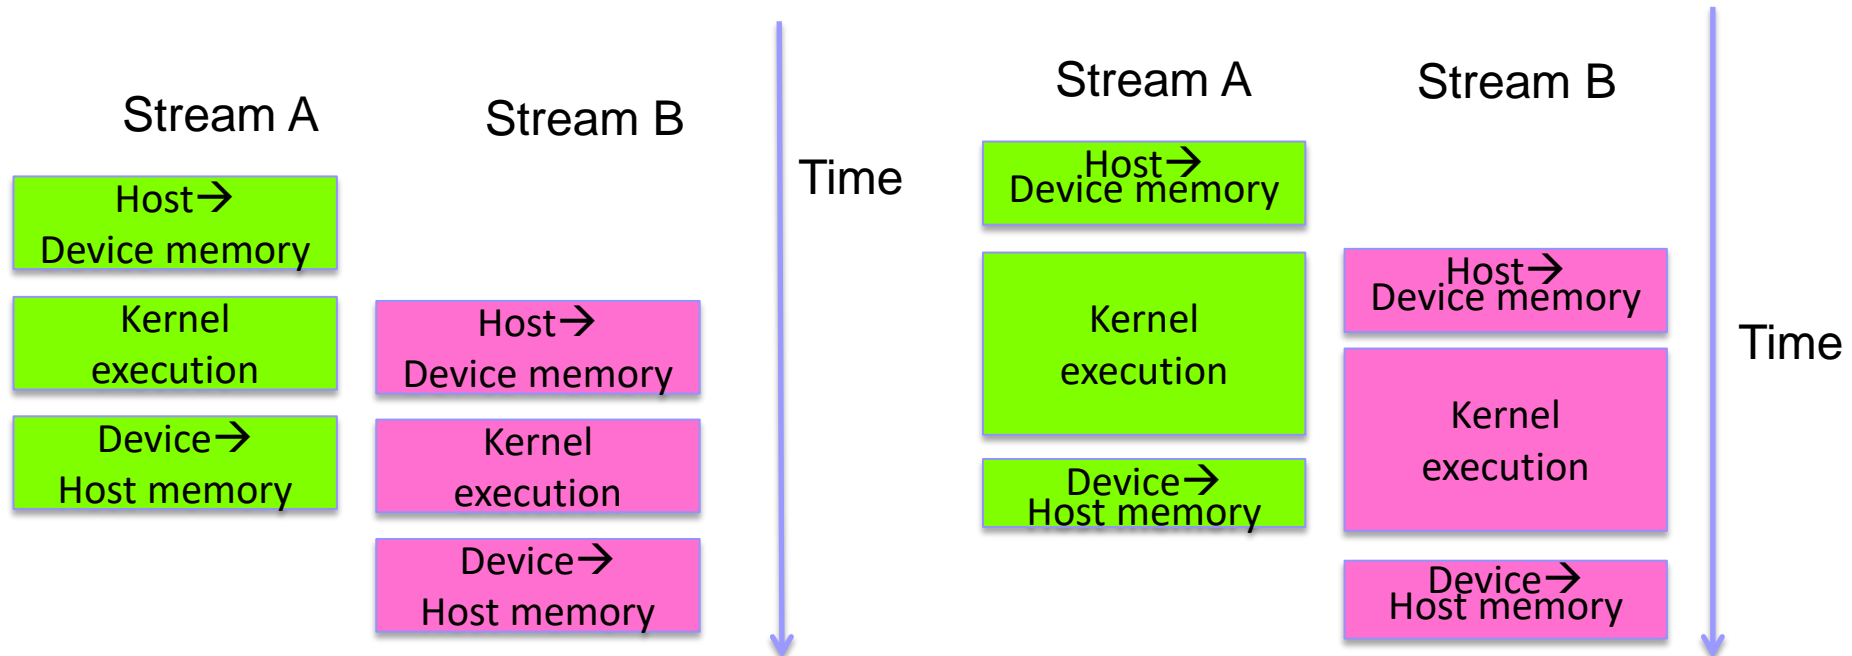 Stream A
Stream B
Host→
Device memory
Kernel
execution
Device→
Host memory
Host→
Device memory
Kernel
execution
Device→
Host memory
Time
Stream A
Stream B
Host→
Device memory
Kernel
execution
Device→
Host memory
Host→
Device memory
Kernel
execution
Device→
Host memory
Time